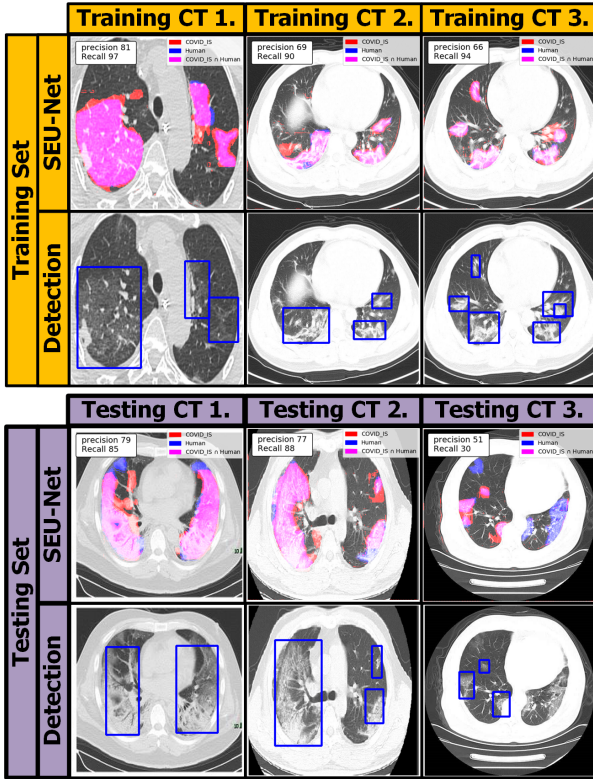 Training CT 1. Training CT 2. Training CT 3.
Training Set
SEU-Net
precision 81
Recall 97
COVID_IS
Human
COVID_IS ∩ Human
precision 69
Recall 90
COVID_IS
Human
COVID_IS ∩ Human
precision 66
Recall 94
COVID_IS
Human
COVID_IS ∩ Human
Detection
Testing CT 1. Testing CT 2. Testing CT 3.
Testing Set
SEU-Net
precision 79
Recall 85
COVID_IS
Human
COVID_IS ∩ Human
precision 77
Recall 88
COVID_IS
Human
COVID_IS ∩ Human
precision 51
Recall 30
COVID_IS
Human
COVID_IS ∩ Human
Detection